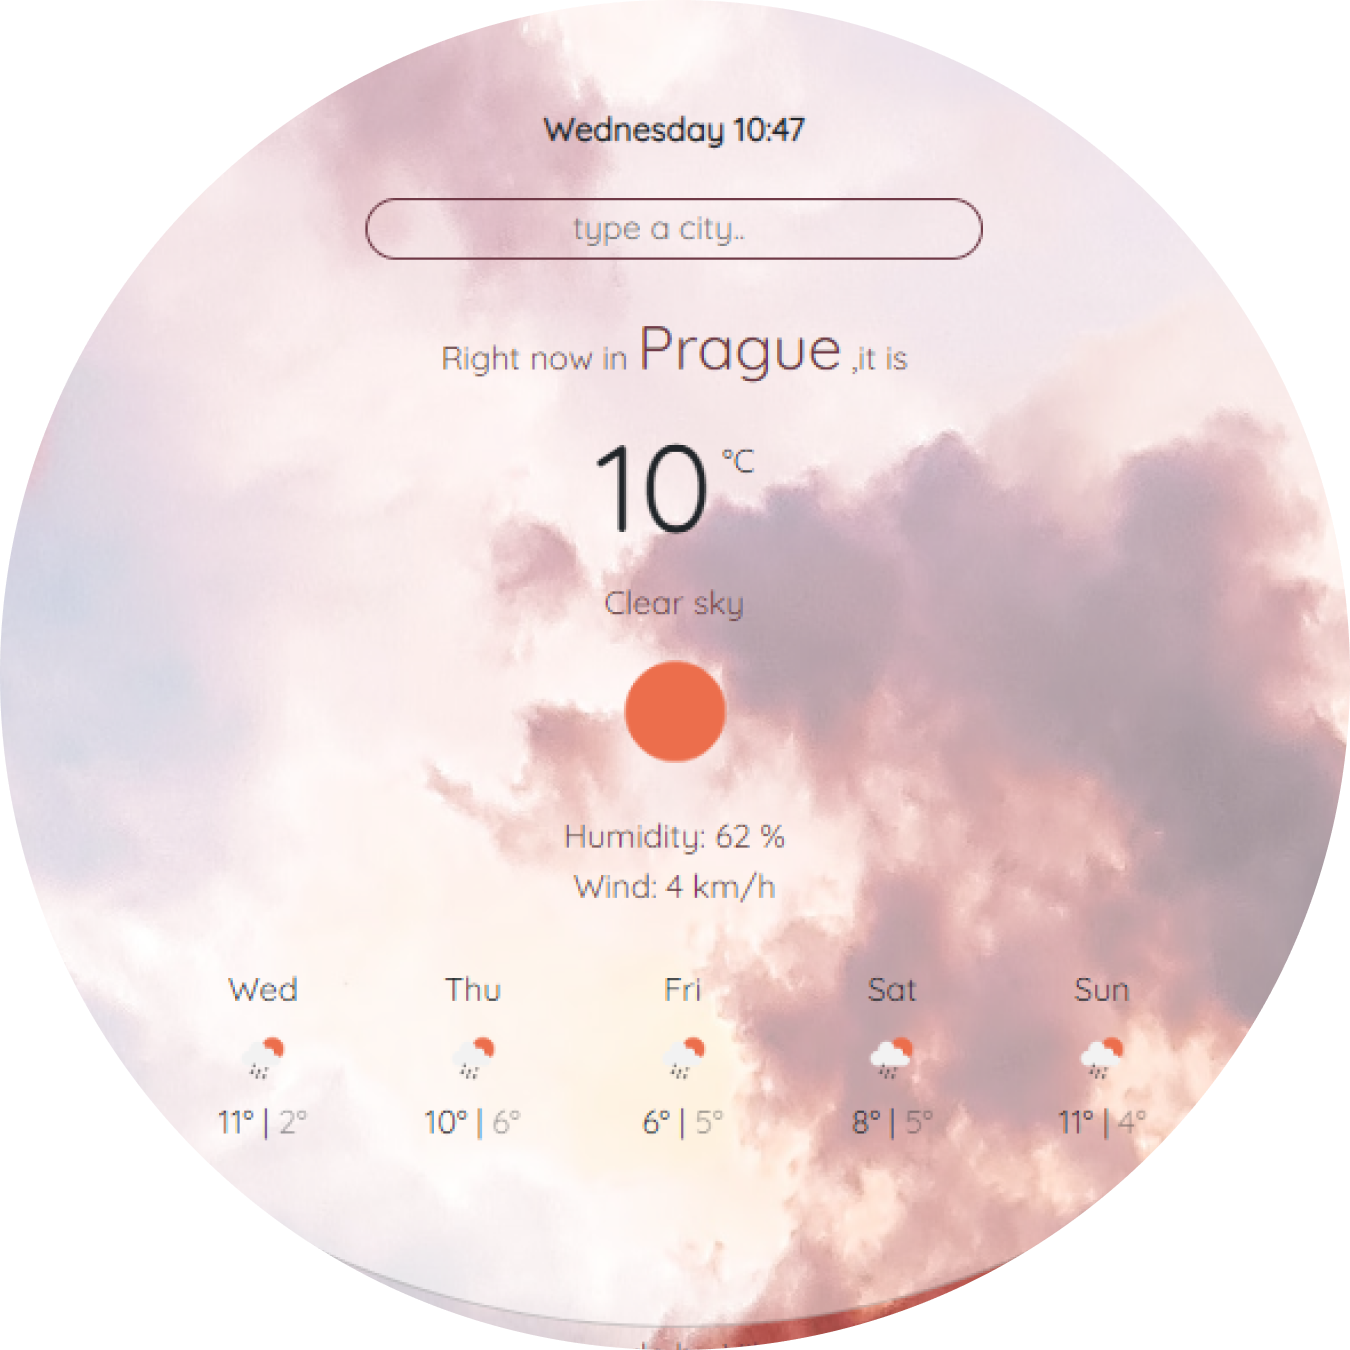 Wednesday 10:47
type a city..
Right now in Prague ,it is
10 °C
Clear sky
Humidity: 62 %
Wind: 4 km/h
Wed Thu Fri Sat Sun
11° | 2° 10° | 6° 6° | 5° 8° | 5° 11° | 4°